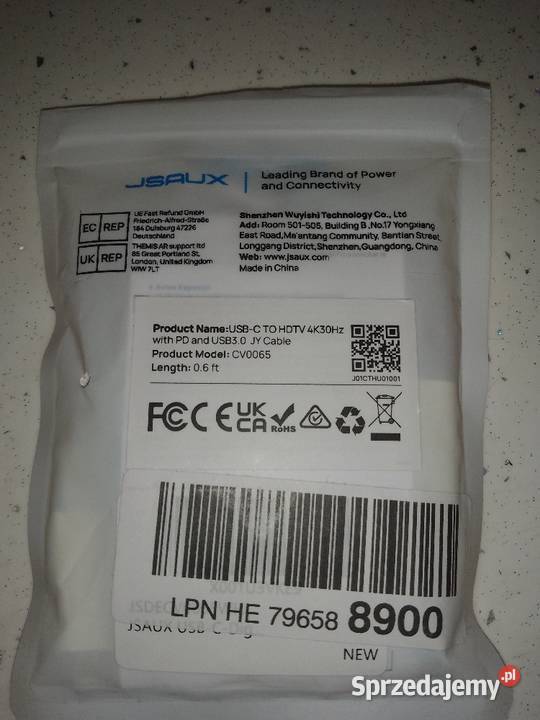 JSAUX | Leading Brand of Power
and Connectivity
EC REP
UE Fast Refund GmbH
Friedrich-Alfred-Straße
184 Duisburg 47226
Deutschland
UK REP
THEMIS AR support ltd
85 Great Portland St,
London, United Kingdom
W1W 7LT
Shenzhen Wuyishi Technology Co., Ltd
Add: Room 501-505, Building B ,No.17 Yongxiang
East Road,Ma'antang Community, Bantian Street,
Longgang District,Shenzhen,Guangdong, China
Web: www.jsaux.com
Made in China
Product Name:USB-C TO HDTV 4K30Hz
with PD and USB3.0 JY Cable
Product Model: CV0065
Length: 0.6 ft
J01CTHU01001
FC CE UK
CA RoHS
LPN HE 79658 8900
JSAUX USB-C
NEW
Sprzedajemy.pl